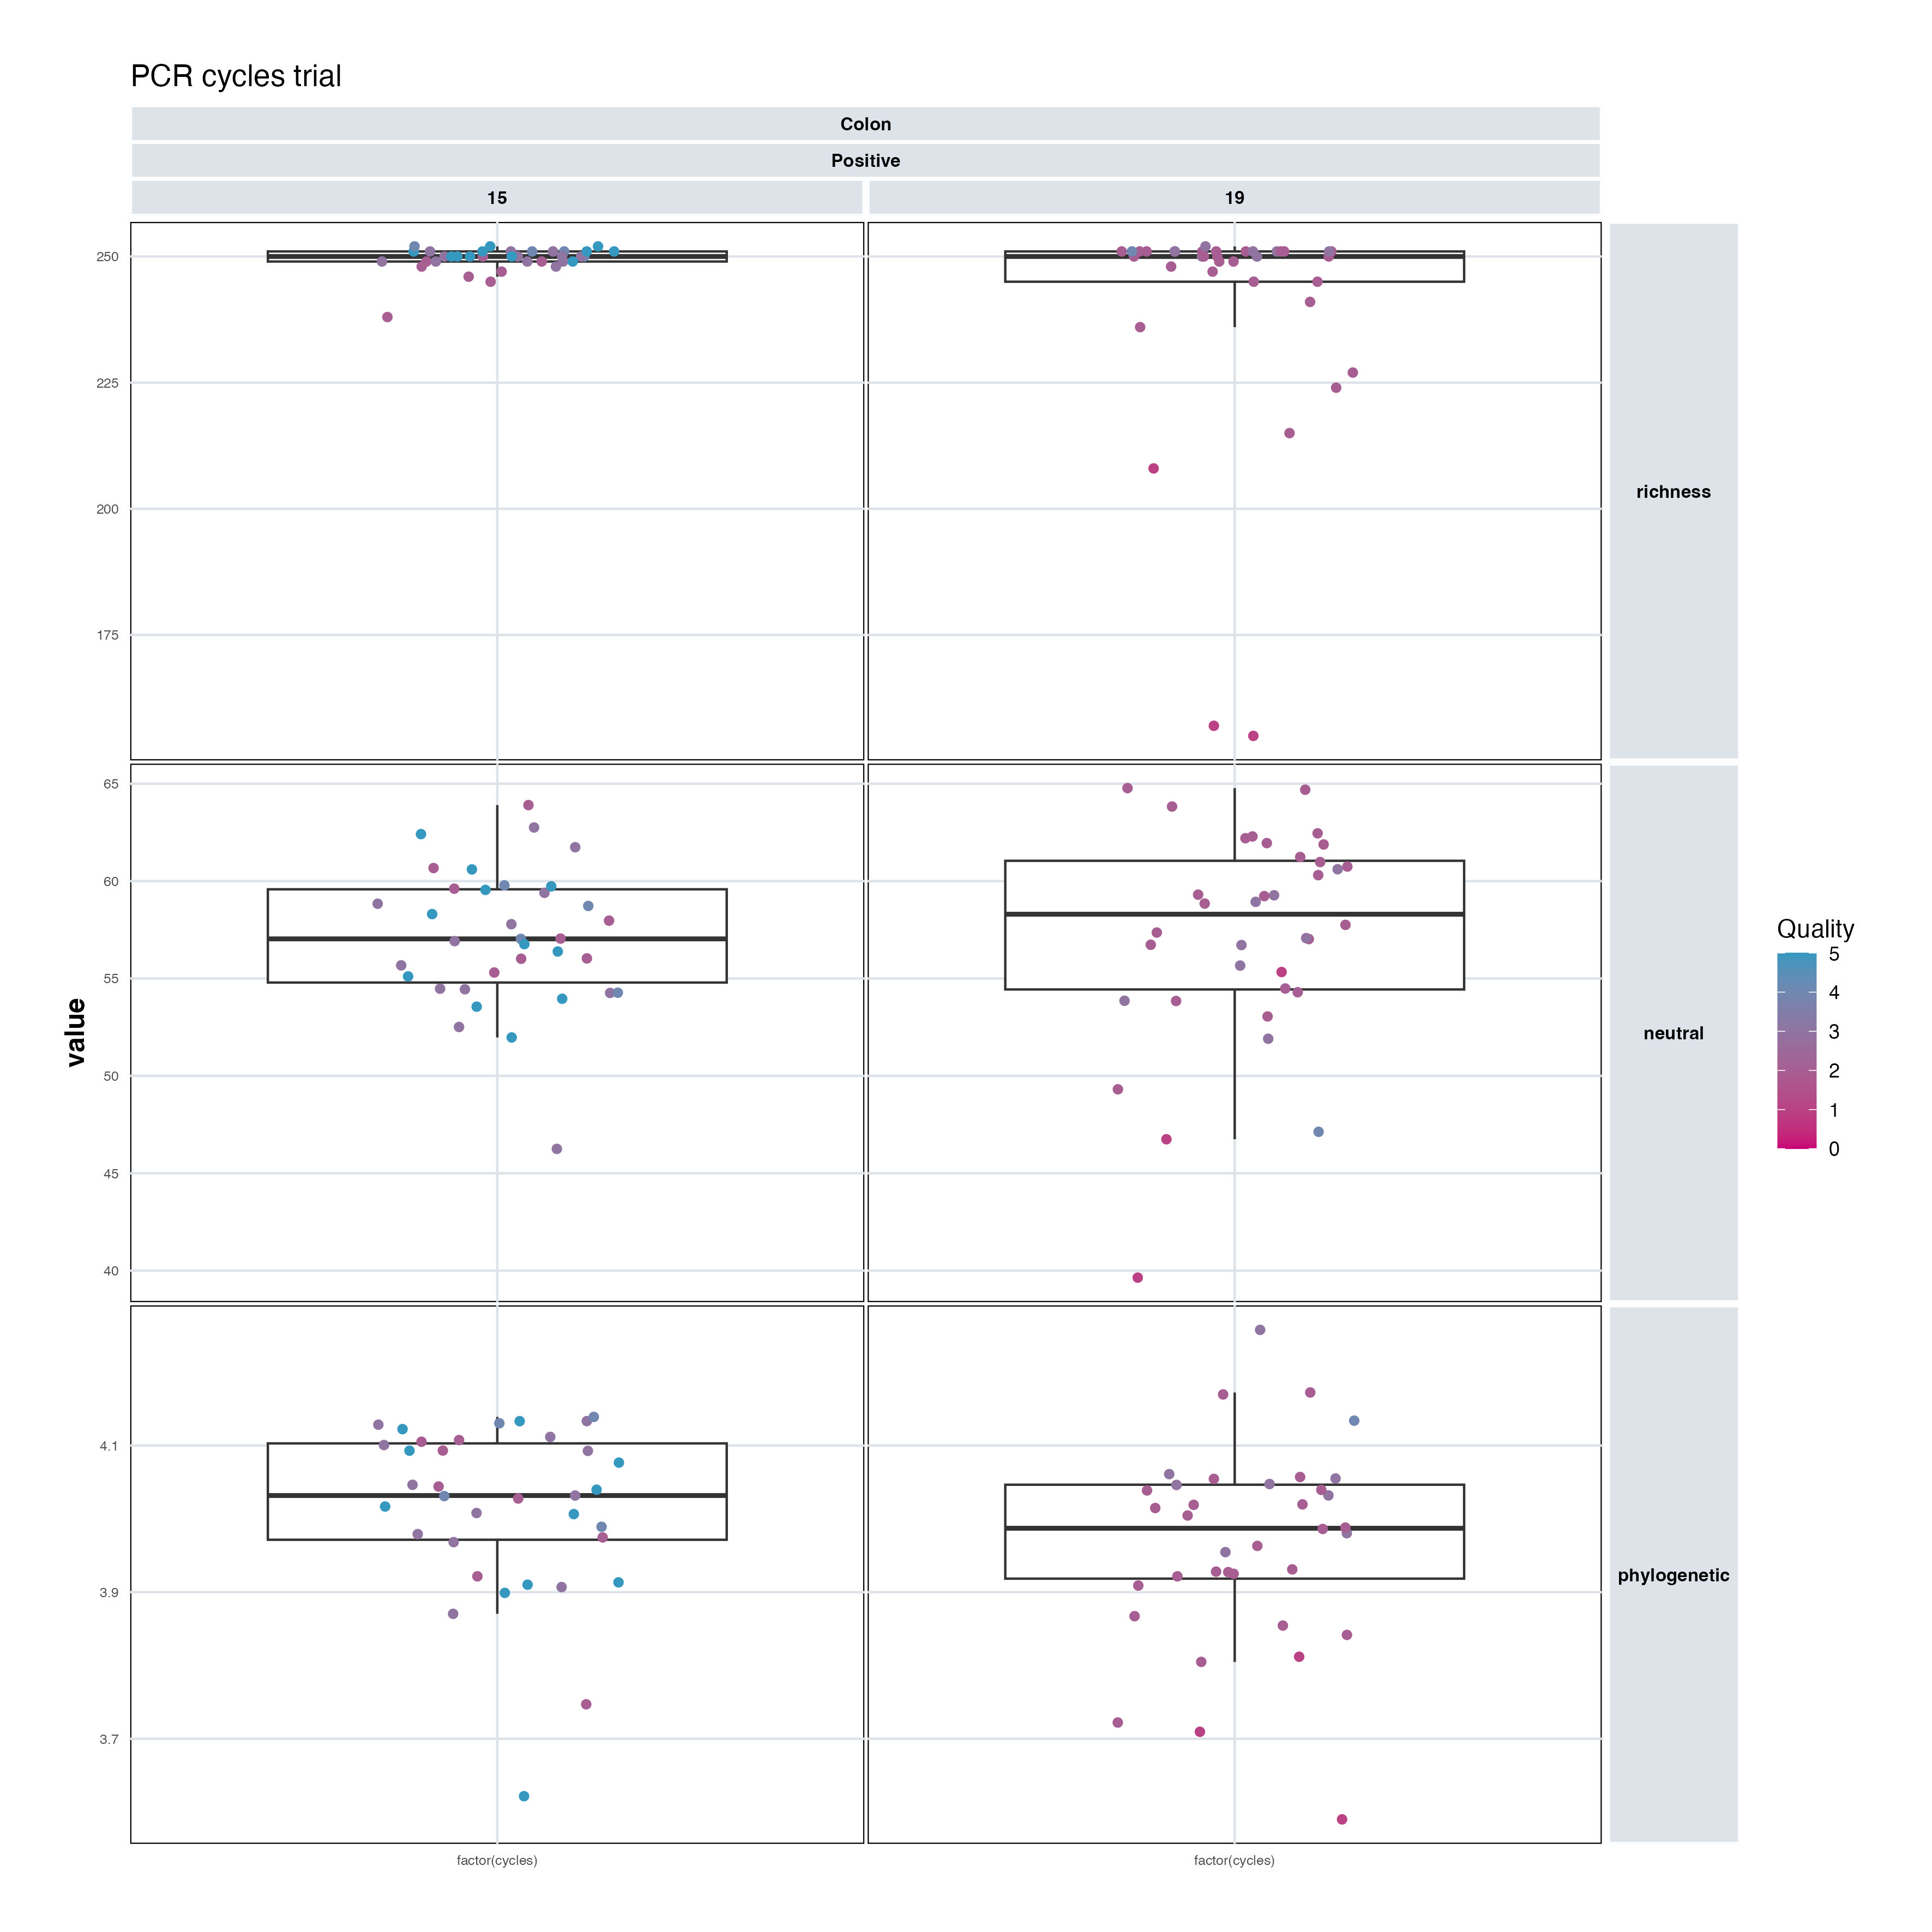 PCR cycles trial
Colon
Positive
15
19
250
225
200
175
richness
65
60
55
50
45
40
neutral
4.1
3.9
3.7
phylogenetic
value
factor(cycles)
factor(cycles)
Quality
5
4
3
2
1
0